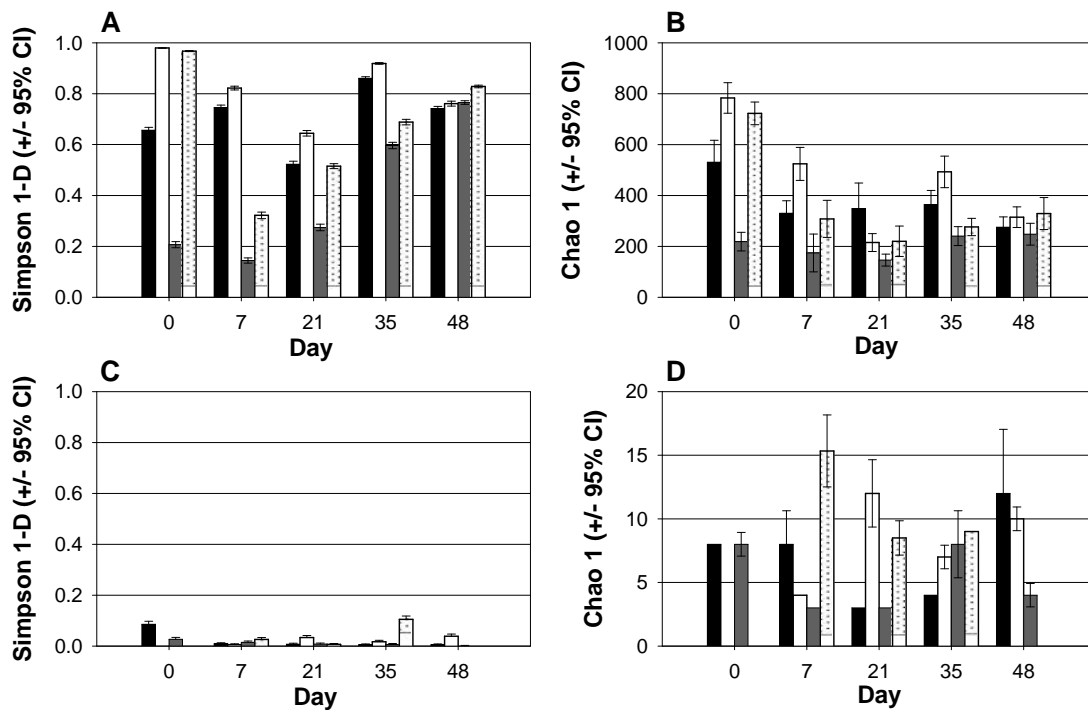 A
Simpson 1-D (+/- 95% CI)
1.0
0.8
0.6
0.4
0.2
0.0
0 7 21 35 48
Day
B
Chao 1 (+/- 95% CI)
1000
800
600
400
200
0
0 7 21 35 48
Day
C
Simpson 1-D (+/- 95% CI)
1.0
0.8
0.6
0.4
0.2
0.0
0 7 21 35 48
Day
D
Chao 1 (+/- 95% CI)
20
15
10
5
0
0 7 21 35 48
Day